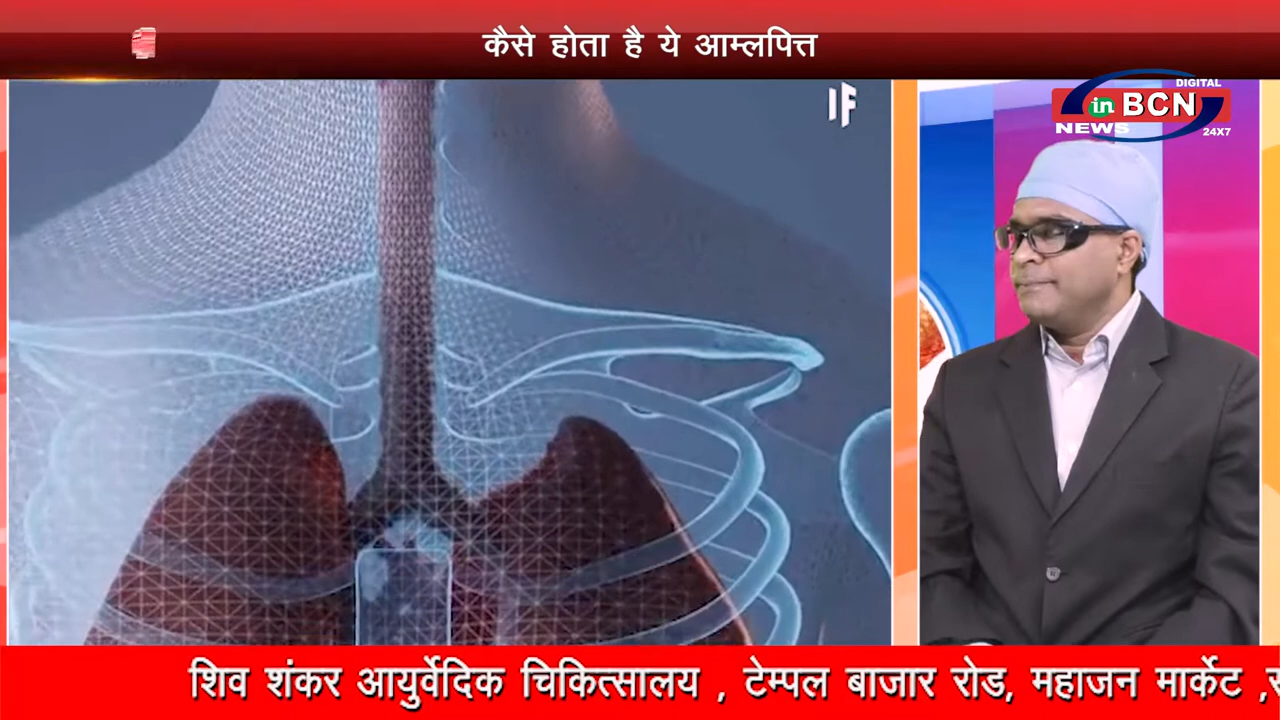 कैसे होता है ये आम्लपित्त
IF
DIGITAL
in BCN
NEWS
24X7
शिव शंकर आयुर्वेदिक चिकित्सालय , टेम्पल बाजार रोड, महाजन मार्केट ,